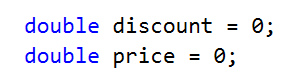 double discount = 0;
double price = 0;